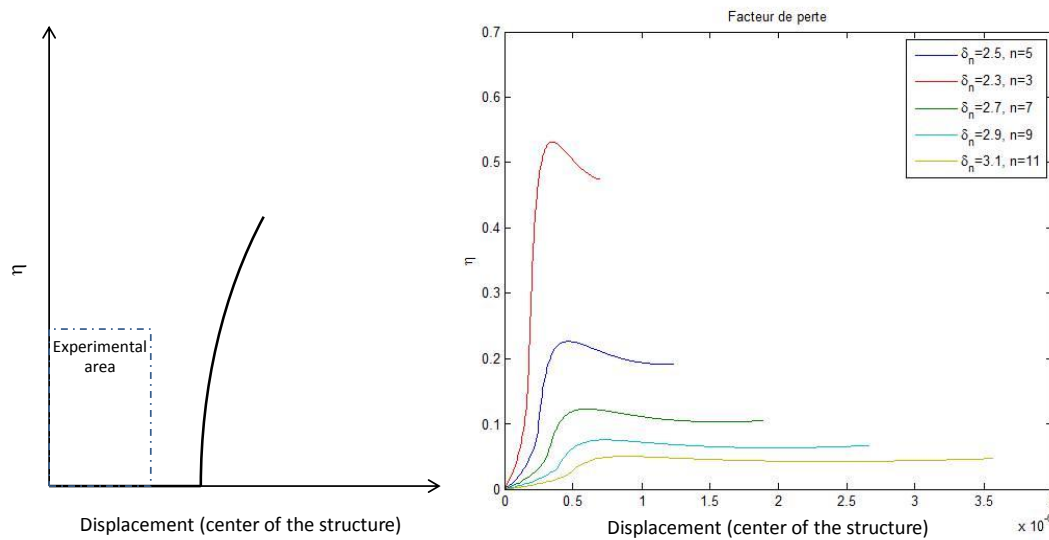 η
Experimental
area
Displacement (center of the structure)
Facteur de perte
0.7
0.6
0.5
0.4
0.3
0.2
0.1
0
η
δn=2.5, n=5
δn=2.3, n=3
δn=2.7, n=7
δn=2.9, n=9
δn=3.1, n=11
0 0.5 1 1.5 2 2.5 3 3.5 4
Displacement (center of the structure)
x 10